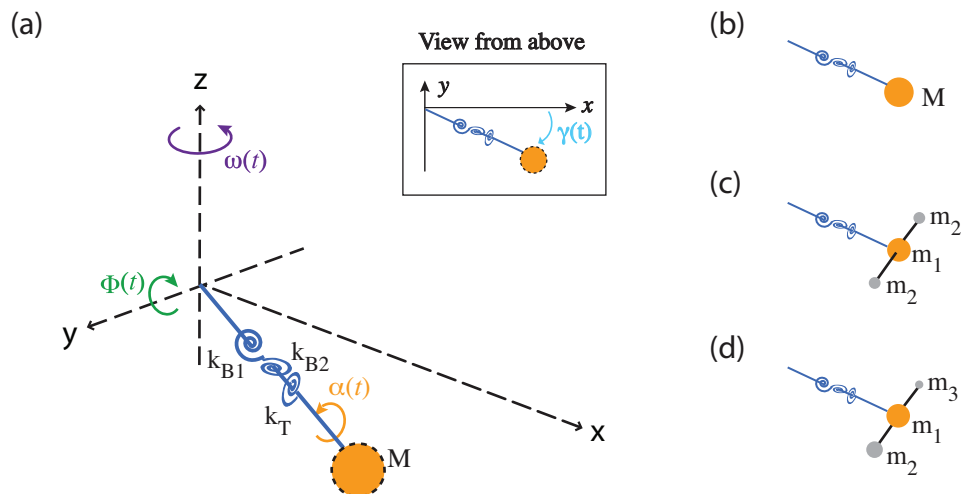 (a)
View from above
y
x
γ(t)
z
ω(t)
Φ(t)
y
x
k_B1
k_B2
k_T
α(t)
M
(b)
M
(c)
m_2
m_1
m_2
(d)
m_3
m_1
m_2